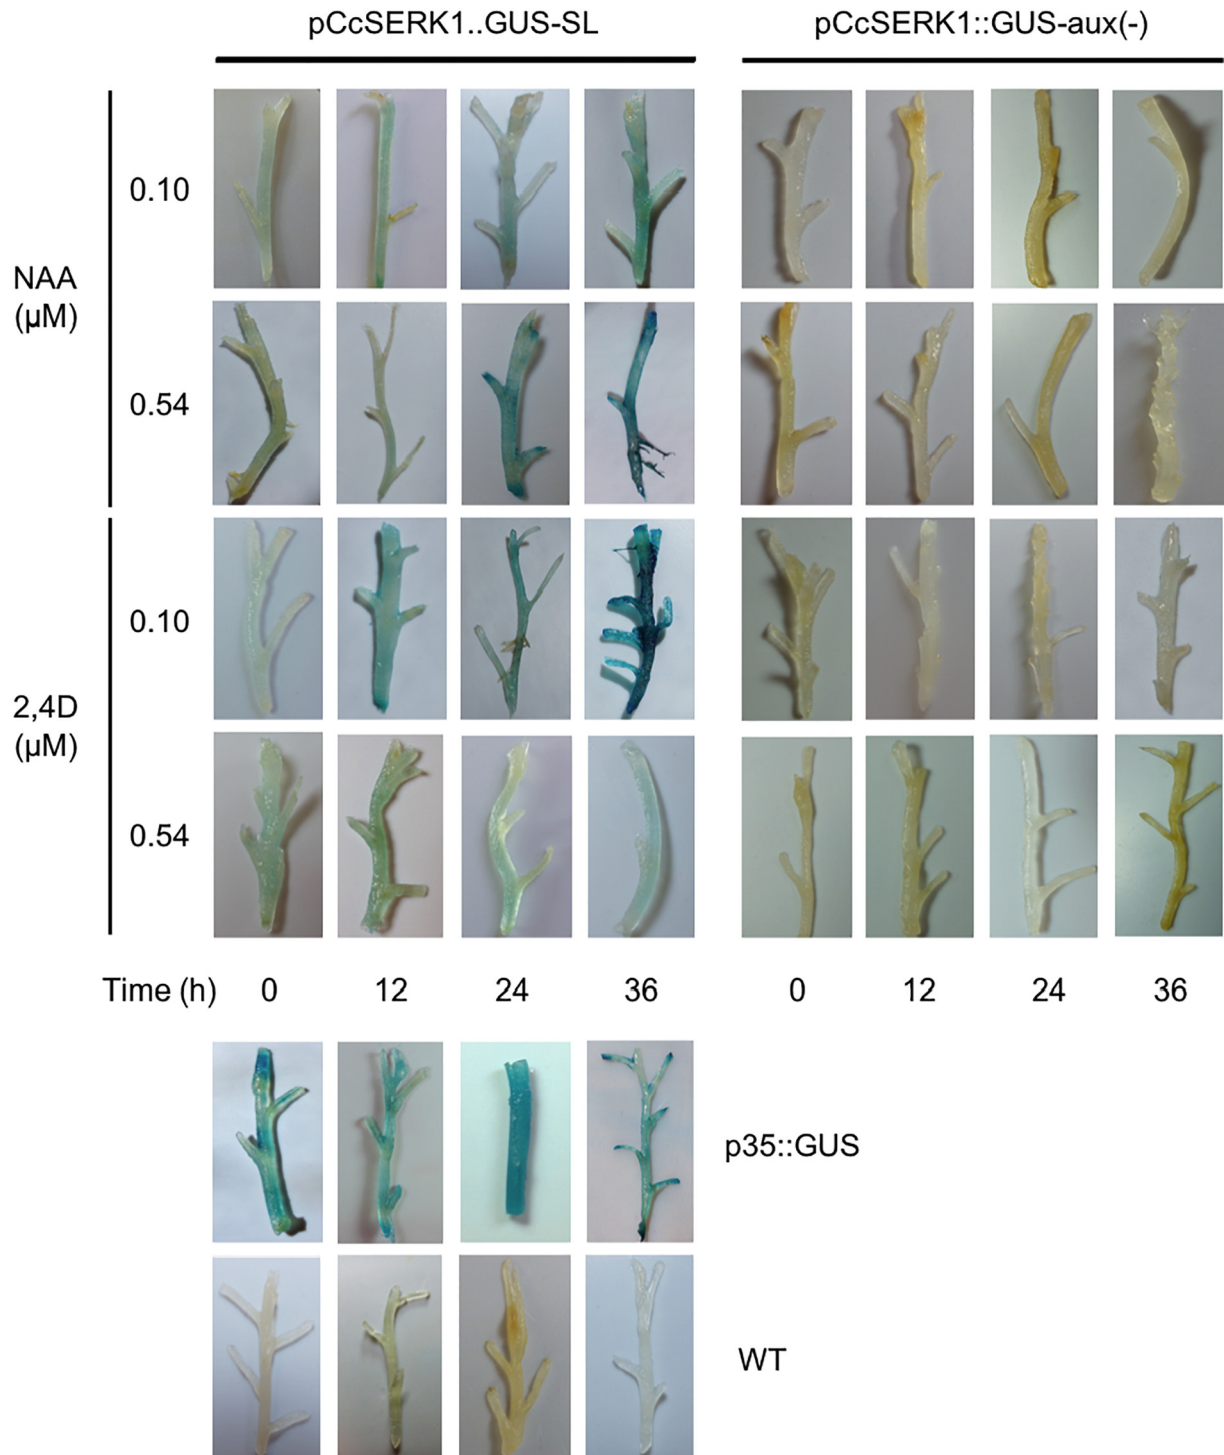 pCcSERK1..GUS-SL
pCcSERK1::GUS-aux(-)
0.10
NAA
(µM)
0.54
0.10
2,4D
(µM)
0.54
Time (h) 0 12 24 36 0 12 24 36
p35::GUS
WT